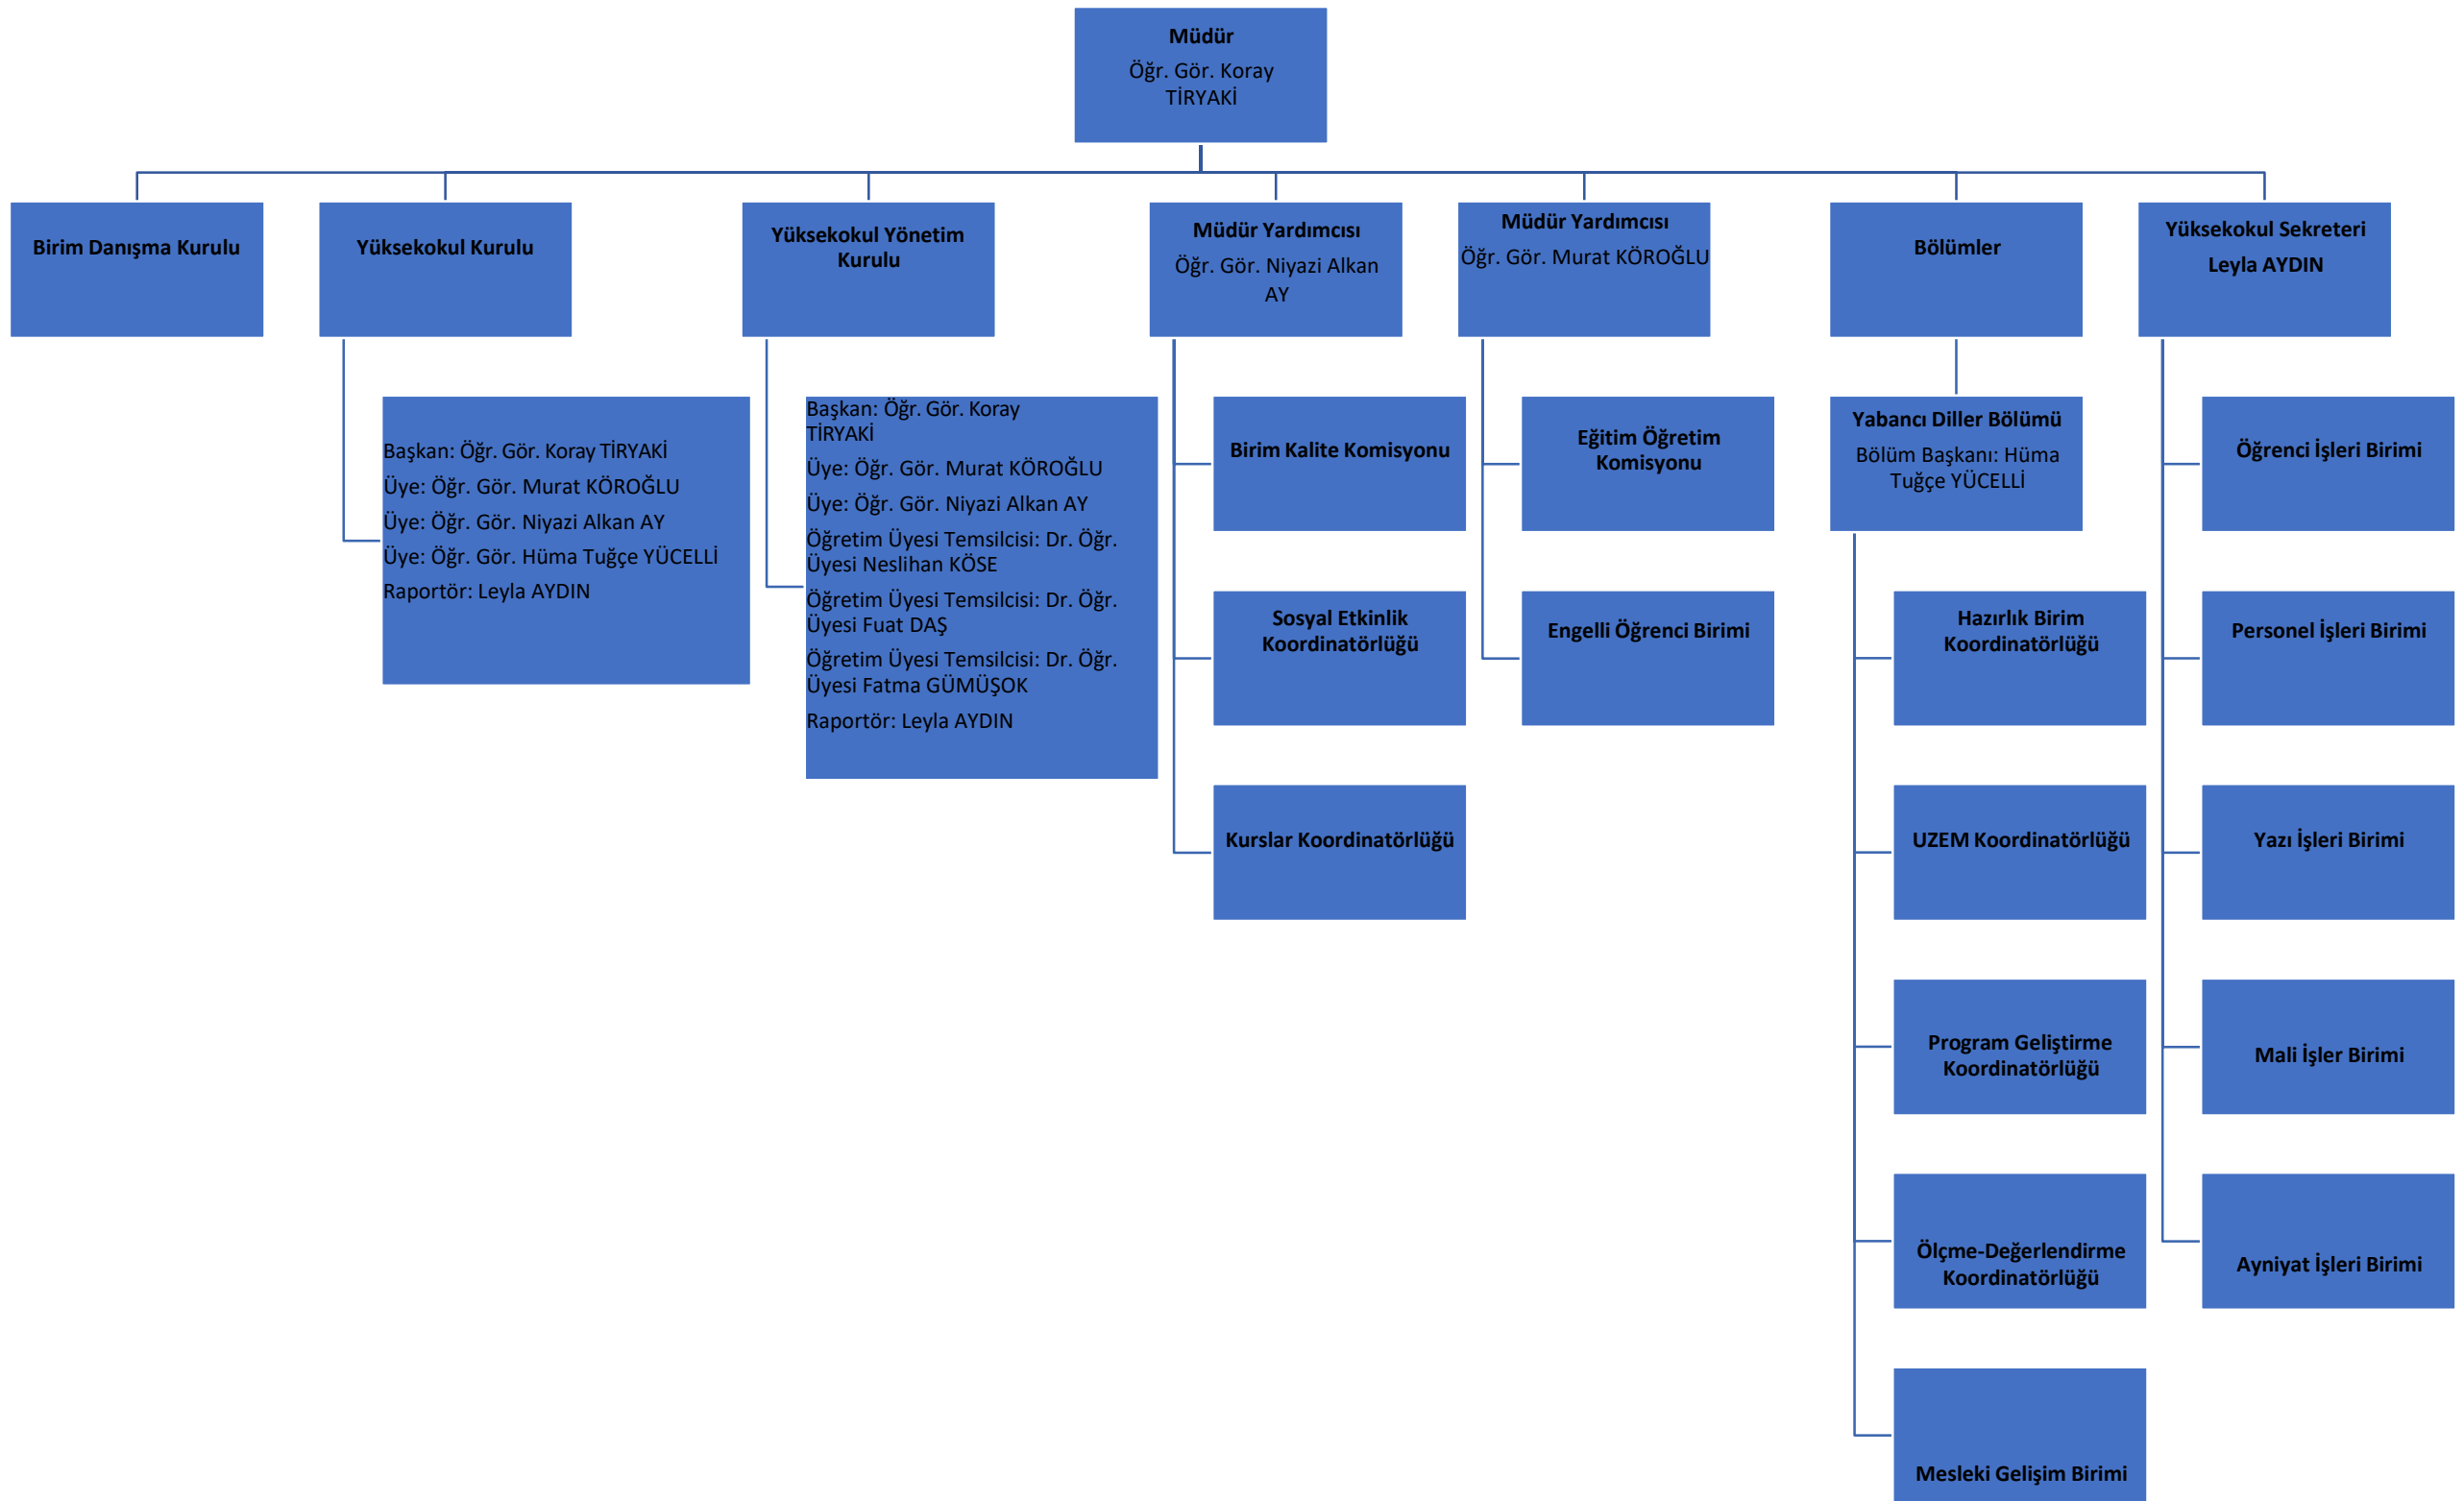 Müdür
Öğr. Gör. Koray
TİRYAKİ
Birim Danışma Kurulu
Yüksekokul Kurulu
Yüksekokul Yönetim
Kurulu
Müdür Yardımcısı
Öğr. Gör. Niyazi Alkan
AY
Müdür Yardımcısı
Öğr. Gör. Murat KÖROĞLU
Bölümler
Yüksekokul Sekreteri
Leyla AYDIN
Başkan: Öğr. Gör. Koray TİRYAKİ
Üye: Öğr. Gör. Murat KÖROĞLU
Üye: Öğr. Gör. Niyazi Alkan AY
Üye: Öğr. Gör. Hüma Tuğçe YÜCELLİ
Raportör: Leyla AYDIN
Başkan: Öğr. Gör. Koray
TİRYAKİ
Üye: Öğr. Gör. Murat KÖROĞLU
Üye: Öğr. Gör. Niyazi Alkan AY
Öğretim Üyesi Temsilcisi: Dr. Öğr.
Üyesi Neslihan KÖSE
Öğretim Üyesi Temsilcisi: Dr. Öğr.
Üyesi Fuat DAŞ
Öğretim Üyesi Temsilcisi: Dr. Öğr.
Üyesi Fatma GÜMÜŞOK
Raportör: Leyla AYDIN
Birim Kalite Komisyonu
Sosyal Etkinlik
Koordinatörlüğü
Kurslar Koordinatörlüğü
Eğitim Öğretim
Komisyonu
Engelli Öğrenci Birimi
Yabancı Diller Bölümü
Bölüm Başkanı: Hüma
Tuğçe YÜCELLİ
Hazırlık Birim
Koordinatörlüğü
UZEM Koordinatörlüğü
Program Geliştirme
Koordinatörlüğü
Ölçme-Değerlendirme
Koordinatörlüğü
Mesleki Gelişim Birimi
Öğrenci İşleri Birimi
Personel İşleri Birimi
Yazı İşleri Birimi
Mali İşler Birimi
Ayniyat İşleri Birimi